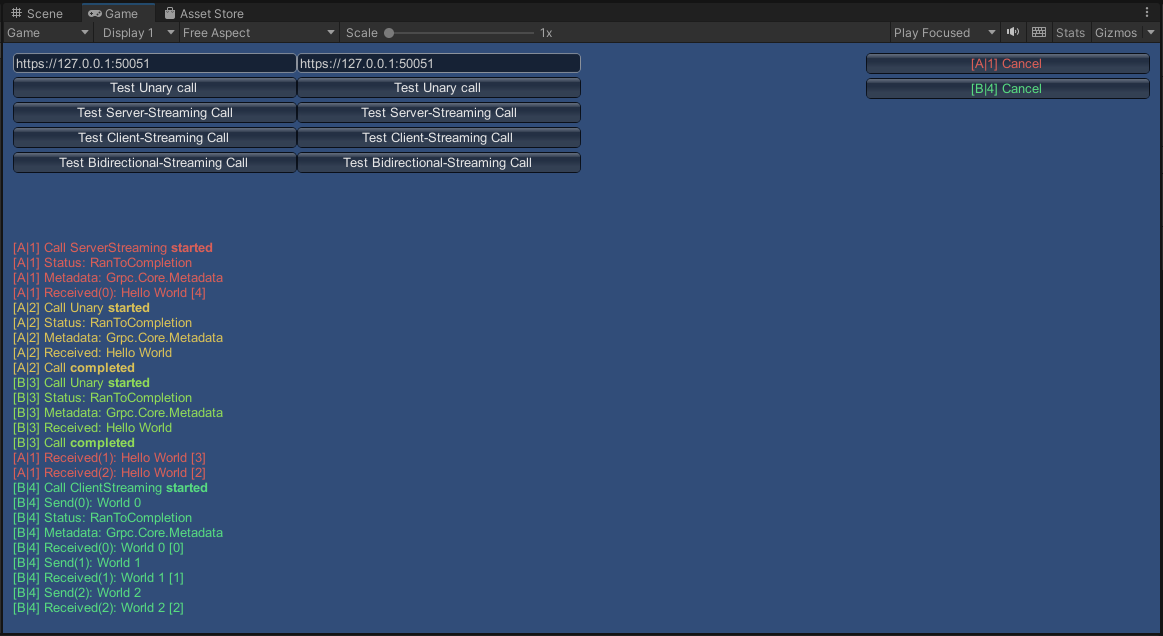 Scene Game Asset Store
Game Display 1 Free Aspect Scale 1x Play Focused Stats Gizmos
https://127.0.0.1:50051 https://127.0.0.1:50051 [A|1] Cancel
Test Unary call Test Unary call [B|4] Cancel
Test Server-Streaming Call Test Server-Streaming Call
Test Client-Streaming Call Test Client-Streaming Call
Test Bidirectional-Streaming Call Test Bidirectional-Streaming Call
[A|1] Call ServerStreaming started
[A|1] Status: RanToCompletion
[A|1] Metadata: Grpc.Core.Metadata
[A|1] Received(0): Hello World [4]
[A|2] Call Unary started
[A|2] Status: RanToCompletion
[A|2] Metadata: Grpc.Core.Metadata
[A|2] Received: Hello World
[A|2] Call completed
[B|3] Call Unary started
[B|3] Status: RanToCompletion
[B|3] Metadata: Grpc.Core.Metadata
[B|3] Received: Hello World
[B|3] Call completed
[A|1] Received(1): Hello World [3]
[A|1] Received(2): Hello World [2]
[B|4] Call ClientStreaming started
[B|4] Send(0): World 0
[B|4] Status: RanToCompletion
[B|4] Metadata: Grpc.Core.Metadata
[B|4] Received(0): World 0 [0]
[B|4] Send(1): World 1
[B|4] Received(1): World 1 [1]
[B|4] Send(2): World 2
[B|4] Received(2): World 2 [2]